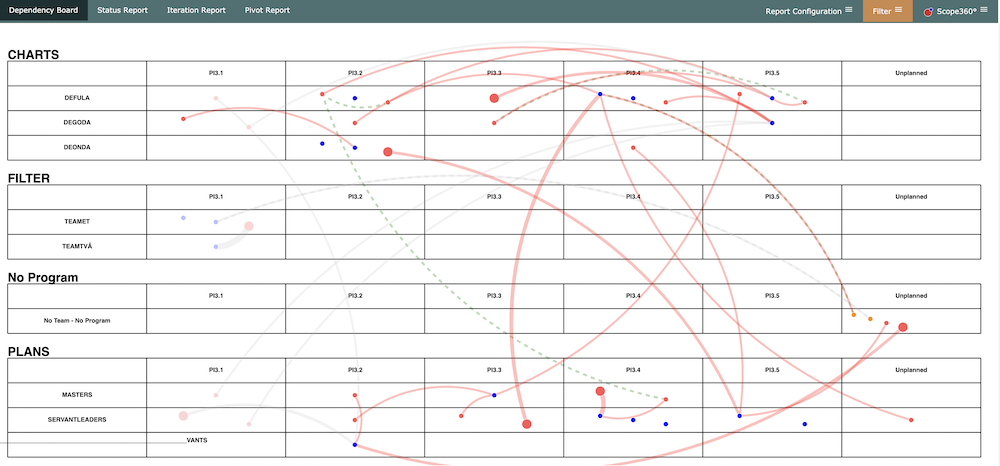 Dependency Board Status Report Iteration Report Pivot Report Report Configuration Filter Scope360°
CHARTS
PI3.1 PI3.2 PI3.3 PI3.4 PI3.5 Unplanned
DEFULA
DEGODA
DEONDA
FILTER
PI3.1 PI3.2 PI3.3 PI3.4 PI3.5 Unplanned
TEAMET
TEAMTVÅ
No Program
PI3.1 PI3.2 PI3.3 PI3.4 PI3.5 Unplanned
No Team - No Program
PLANS
PI3.1 PI3.2 PI3.3 PI3.4 PI3.5 Unplanned
MASTERS
SERVANTLEADERS
VANTS